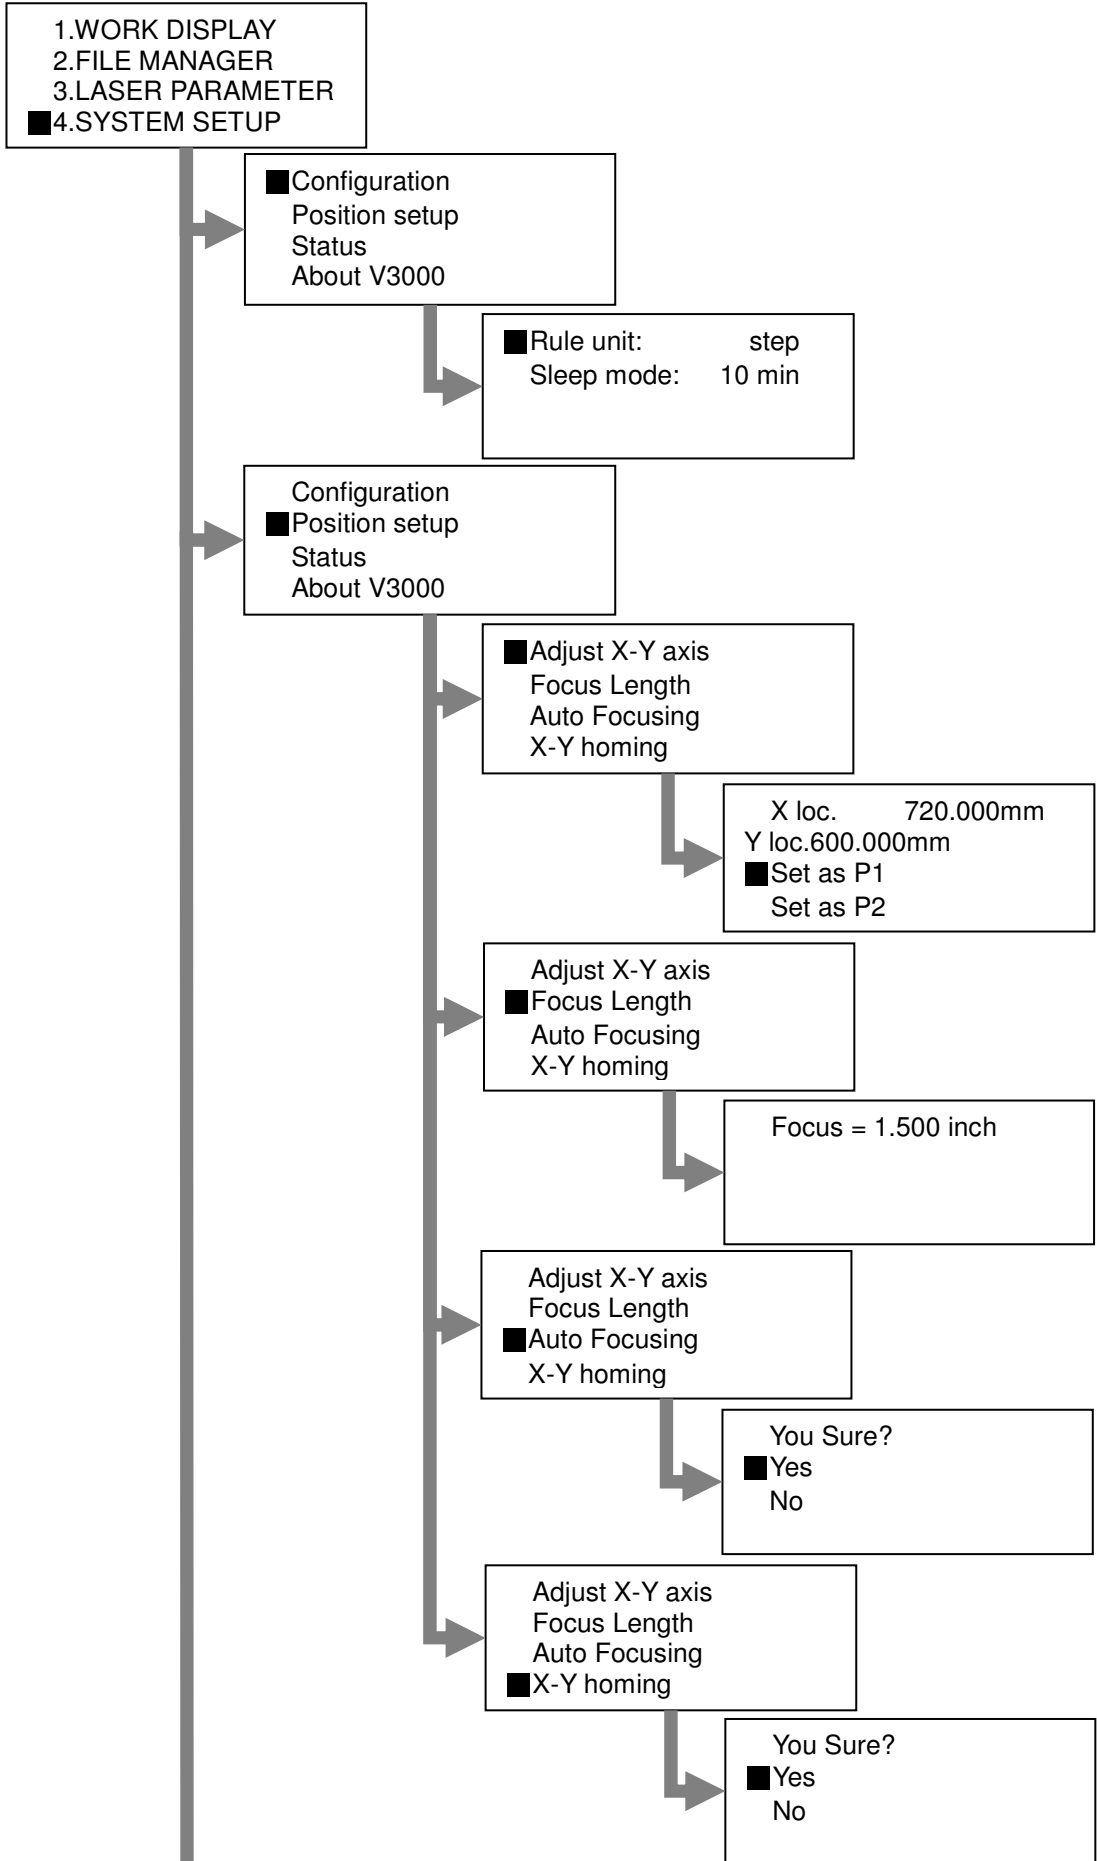 1.WORK DISPLAY
2.FILE MANAGER
3.LASER PARAMETER
4.SYSTEM SETUP
Configuration
Position setup
Status
About V3000
Rule unit: step
Sleep mode: 10 min
Configuration
Position setup
Status
About V3000
Adjust X-Y axis
Focus Length
Auto Focusing
X-Y homing
X loc. 720.000mm
Y loc.600.000mm
Set as P1
Set as P2
Adjust X-Y axis
Focus Length
Auto Focusing
X-Y homing
Focus = 1.500 inch
Adjust X-Y axis
Focus Length
Auto Focusing
X-Y homing
You Sure?
Yes
No
Adjust X-Y axis
Focus Length
Auto Focusing
X-Y homing
You Sure?
Yes
No